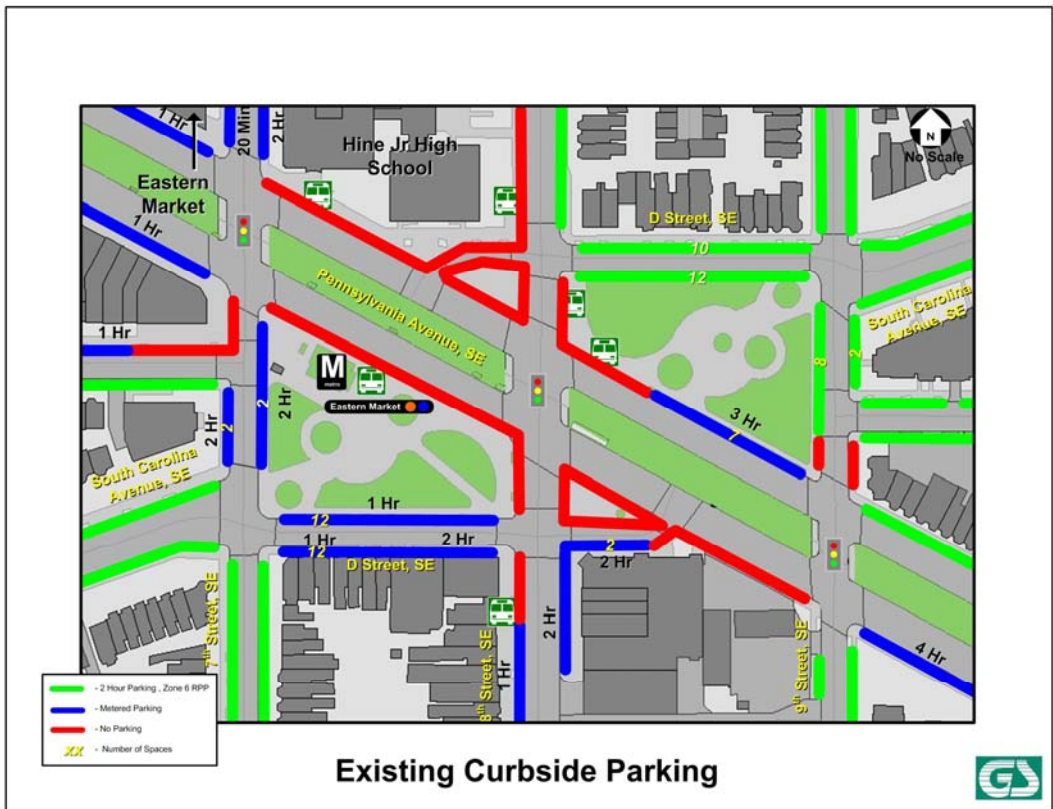 1 Hr
20 Min
2 Hr
Hine Jr High
School
N
No Scale
Eastern
Market
D Street, SE
10
12
1 Hr
Pennsylvania Avenue, SE
South Carolina
Avenue, SE
1 Hr
M
metro
Eastern Market
2 Hr
2
2 Hr
2
8
2
3 Hr
7
South Carolina
Avenue, SE
1 Hr
12
1 Hr
12
2 Hr
D Street, SE
2
2 Hr
7th Street, SE
8th Street, SE
1 Hr
2 Hr
9th Street, SE
4 Hr
- 2 Hour Parking , Zone 6 RPP
- Metered Parking
- No Parking
XX - Number of Spaces
Existing Curbside Parking
GS